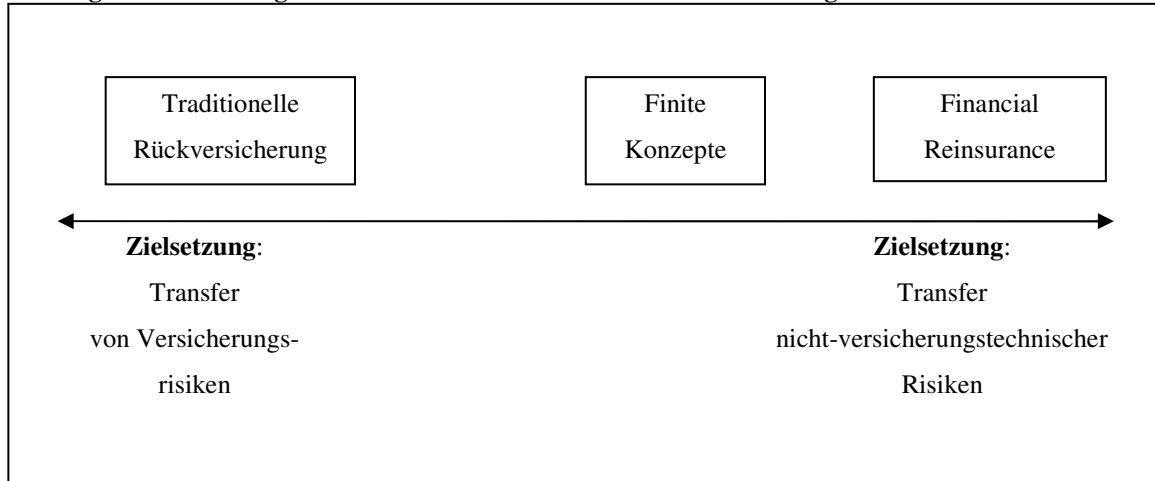 Traditionelle
Rückversicherung
Finite
Konzepte
Financial
Reinsurance
Zielsetzung:
Transfer
von Versicherungs-
risiken
Zielsetzung:
Transfer
nicht-versicherungstechnischer
Risiken